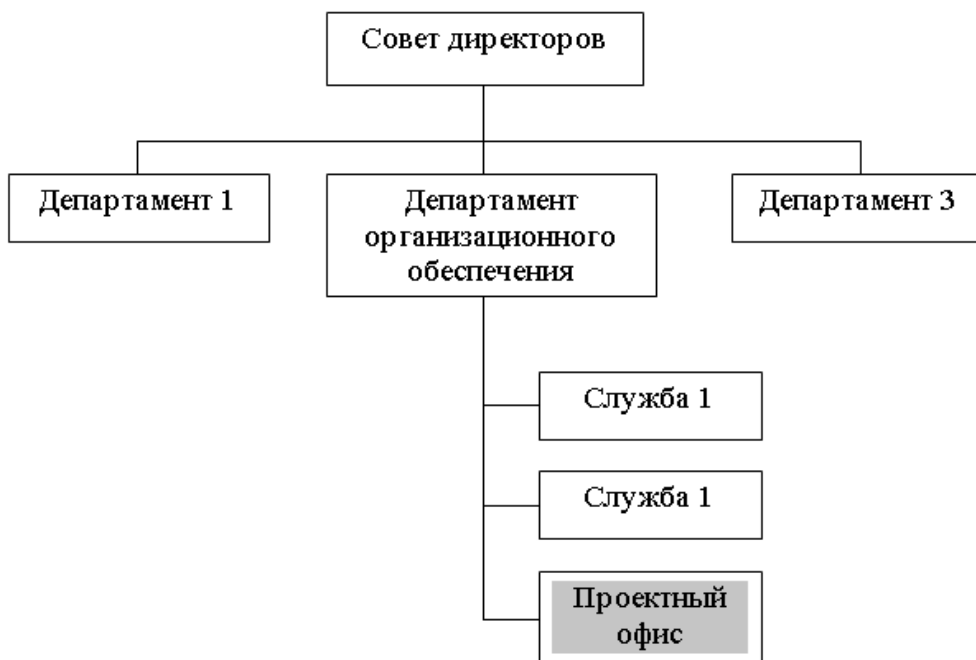 Совет директоров
Департамент 1
Департамент
организационного
обеспечения
Департамент 3
Служба 1
Служба 1
Проектный
офис